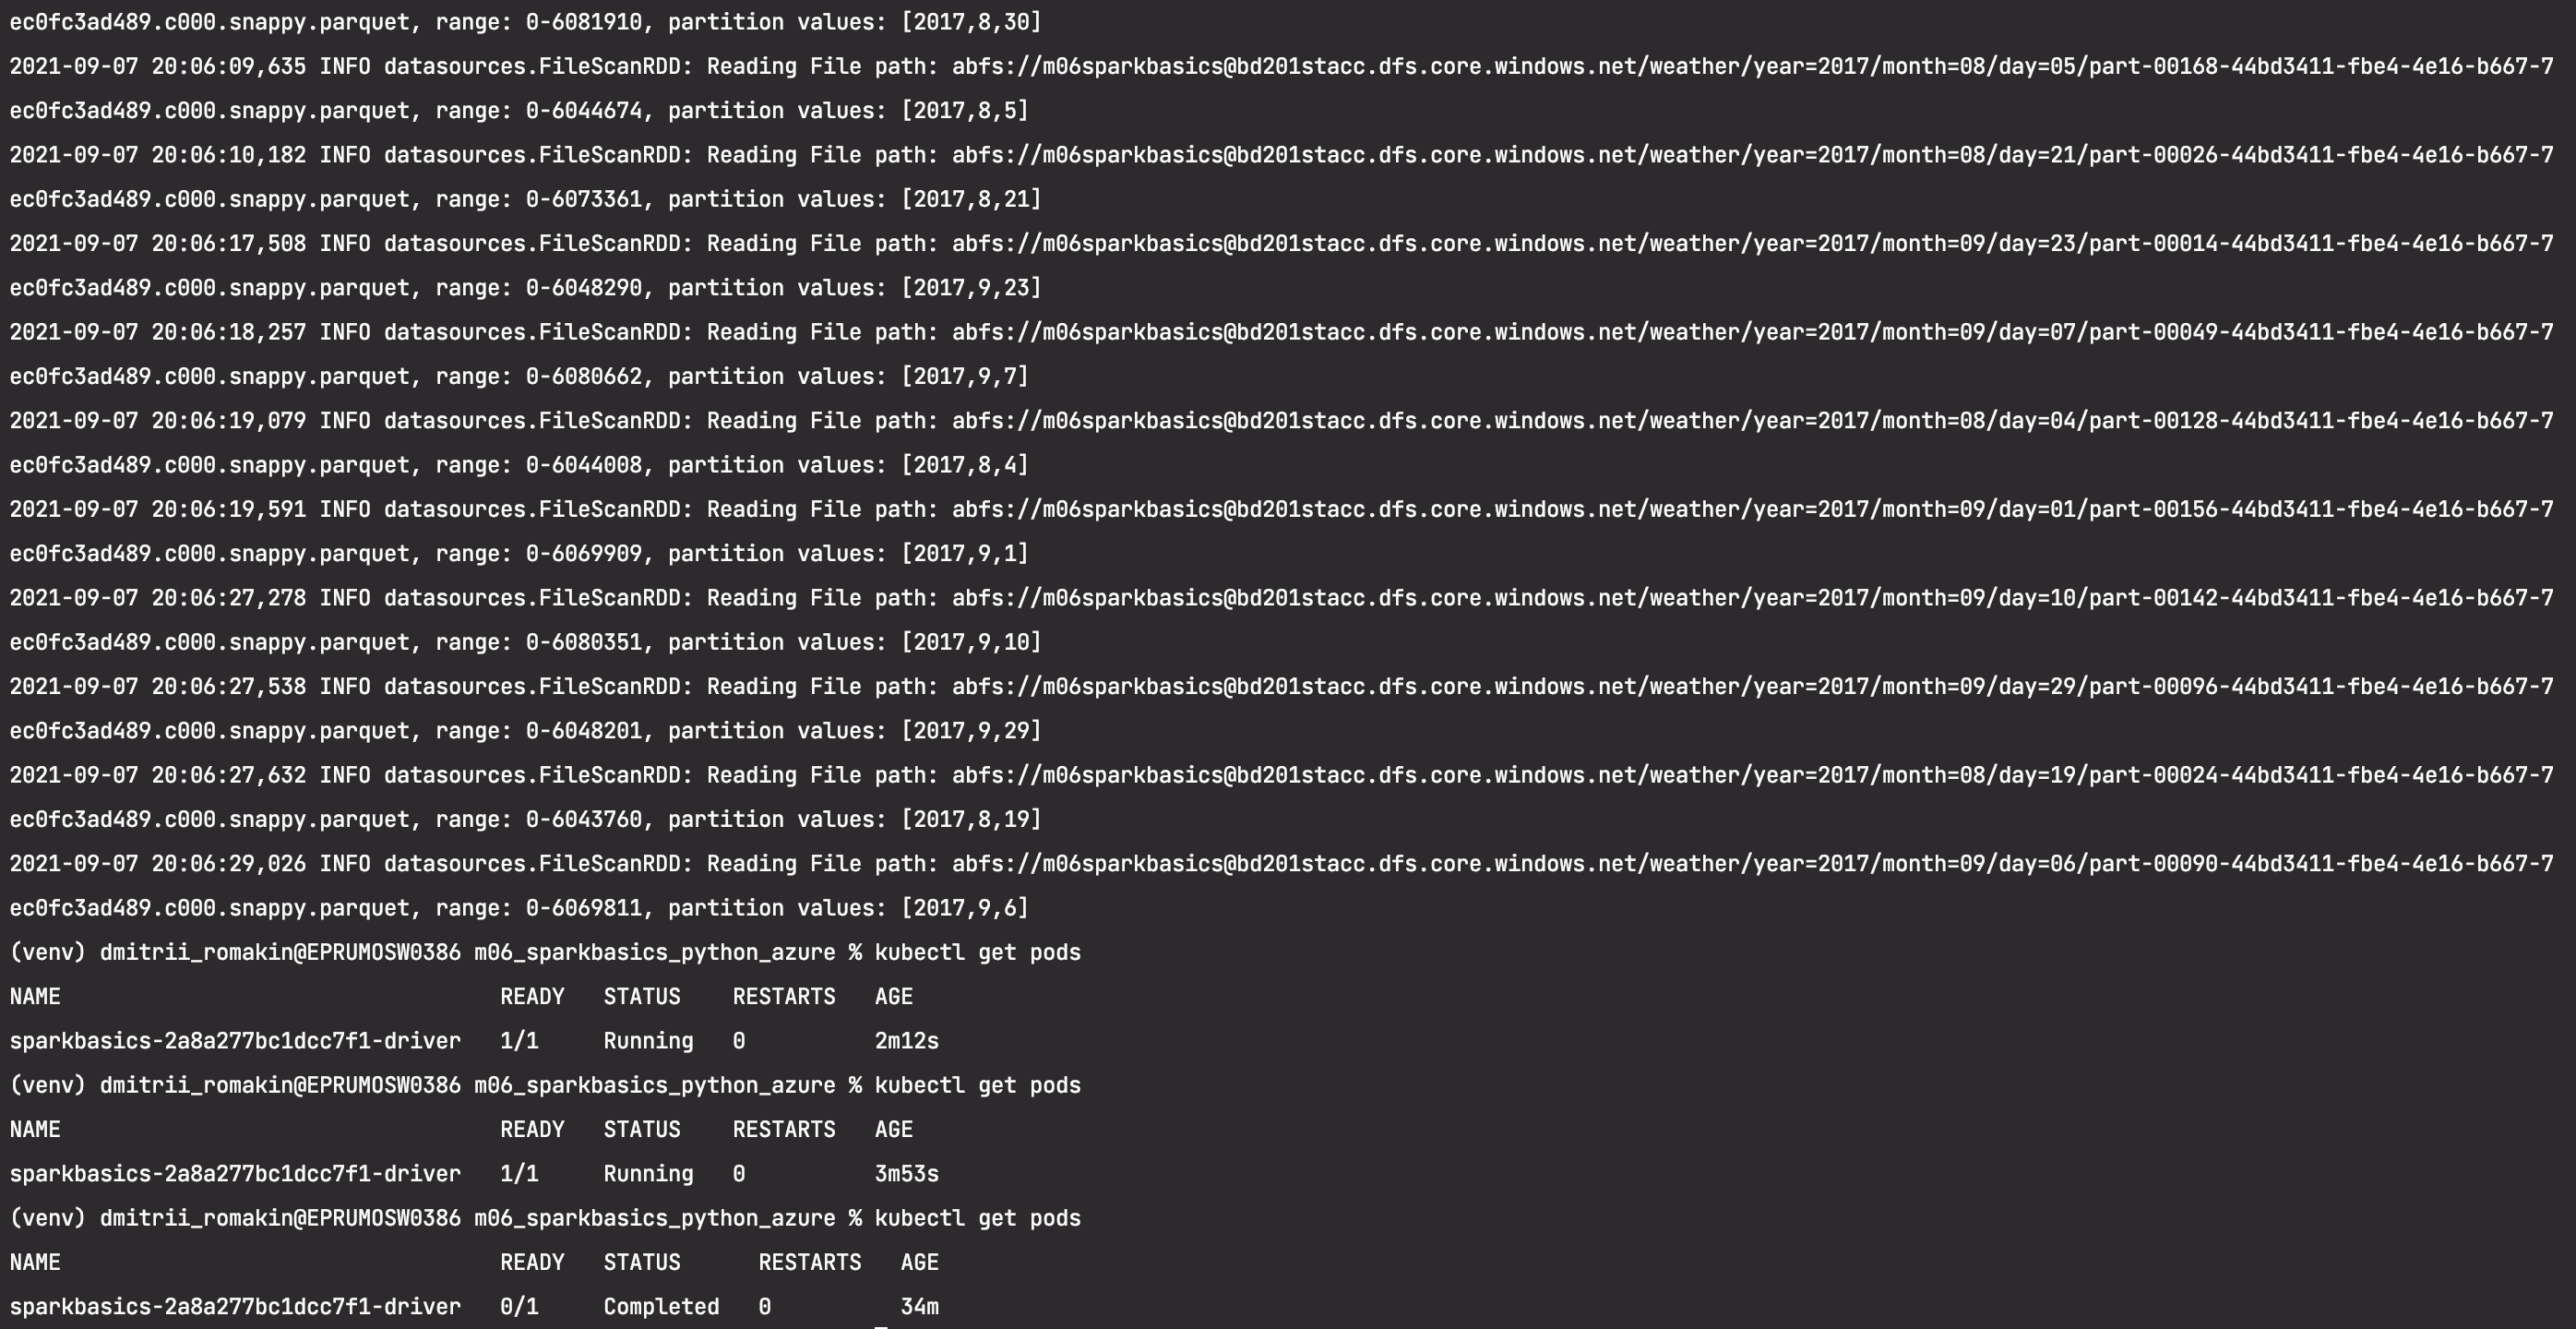 ec0fc3ad489.c000.snappy.parquet, range: 0-6081910, partition values: [2017,8,30]
2021-09-07 20:06:09,635 INFO datasources.FileScanRDD: Reading File path: abfs://m06sparkbasics@bd201stacc.dfs.core.windows.net/weather/year=2017/month=08/day=05/part-00168-44bd3411-fbe4-4e16-b667-7
ec0fc3ad489.c000.snappy.parquet, range: 0-6044674, partition values: [2017,8,5]
2021-09-07 20:06:10,182 INFO datasources.FileScanRDD: Reading File path: abfs://m06sparkbasics@bd201stacc.dfs.core.windows.net/weather/year=2017/month=08/day=21/part-00026-44bd3411-fbe4-4e16-b667-7
ec0fc3ad489.c000.snappy.parquet, range: 0-6073361, partition values: [2017,8,21]
2021-09-07 20:06:17,508 INFO datasources.FileScanRDD: Reading File path: abfs://m06sparkbasics@bd201stacc.dfs.core.windows.net/weather/year=2017/month=09/day=23/part-00014-44bd3411-fbe4-4e16-b667-7
ec0fc3ad489.c000.snappy.parquet, range: 0-6048290, partition values: [2017,9,23]
2021-09-07 20:06:18,257 INFO datasources.FileScanRDD: Reading File path: abfs://m06sparkbasics@bd201stacc.dfs.core.windows.net/weather/year=2017/month=09/day=07/part-00049-44bd3411-fbe4-4e16-b667-7
ec0fc3ad489.c000.snappy.parquet, range: 0-6080662, partition values: [2017,9,7]
2021-09-07 20:06:19,079 INFO datasources.FileScanRDD: Reading File path: abfs://m06sparkbasics@bd201stacc.dfs.core.windows.net/weather/year=2017/month=08/day=04/part-00128-44bd3411-fbe4-4e16-b667-7
ec0fc3ad489.c000.snappy.parquet, range: 0-6044008, partition values: [2017,8,4]
2021-09-07 20:06:19,591 INFO datasources.FileScanRDD: Reading File path: abfs://m06sparkbasics@bd201stacc.dfs.core.windows.net/weather/year=2017/month=09/day=01/part-00156-44bd3411-fbe4-4e16-b667-7
ec0fc3ad489.c000.snappy.parquet, range: 0-6069909, partition values: [2017,9,1]
2021-09-07 20:06:27,278 INFO datasources.FileScanRDD: Reading File path: abfs://m06sparkbasics@bd201stacc.dfs.core.windows.net/weather/year=2017/month=09/day=10/part-00142-44bd3411-fbe4-4e16-b667-7
ec0fc3ad489.c000.snappy.parquet, range: 0-6080351, partition values: [2017,9,10]
2021-09-07 20:06:27,538 INFO datasources.FileScanRDD: Reading File path: abfs://m06sparkbasics@bd201stacc.dfs.core.windows.net/weather/year=2017/month=09/day=29/part-00096-44bd3411-fbe4-4e16-b667-7
ec0fc3ad489.c000.snappy.parquet, range: 0-6048201, partition values: [2017,9,29]
2021-09-07 20:06:27,632 INFO datasources.FileScanRDD: Reading File path: abfs://m06sparkbasics@bd201stacc.dfs.core.windows.net/weather/year=2017/month=08/day=19/part-00024-44bd3411-fbe4-4e16-b667-7
ec0fc3ad489.c000.snappy.parquet, range: 0-6043760, partition values: [2017,8,19]
2021-09-07 20:06:29,026 INFO datasources.FileScanRDD: Reading File path: abfs://m06sparkbasics@bd201stacc.dfs.core.windows.net/weather/year=2017/month=09/day=06/part-00090-44bd3411-fbe4-4e16-b667-7
ec0fc3ad489.c000.snappy.parquet, range: 0-6069811, partition values: [2017,9,6]
(venv) dmitrii_romakin@EPRUMOSW0386 m06_sparkbasics_python_azure % kubectl get pods
NAME READY STATUS RESTARTS AGE
sparkbasics-2a8a277bc1dcc7f1-driver 1/1 Running 0 2m12s
(venv) dmitrii_romakin@EPRUMOSW0386 m06_sparkbasics_python_azure % kubectl get pods
NAME READY STATUS RESTARTS AGE
sparkbasics-2a8a277bc1dcc7f1-driver 1/1 Running 0 3m53s
(venv) dmitrii_romakin@EPRUMOSW0386 m06_sparkbasics_python_azure % kubectl get pods
NAME READY STATUS RESTARTS AGE
sparkbasics-2a8a277bc1dcc7f1-driver 0/1 Completed 0 34m